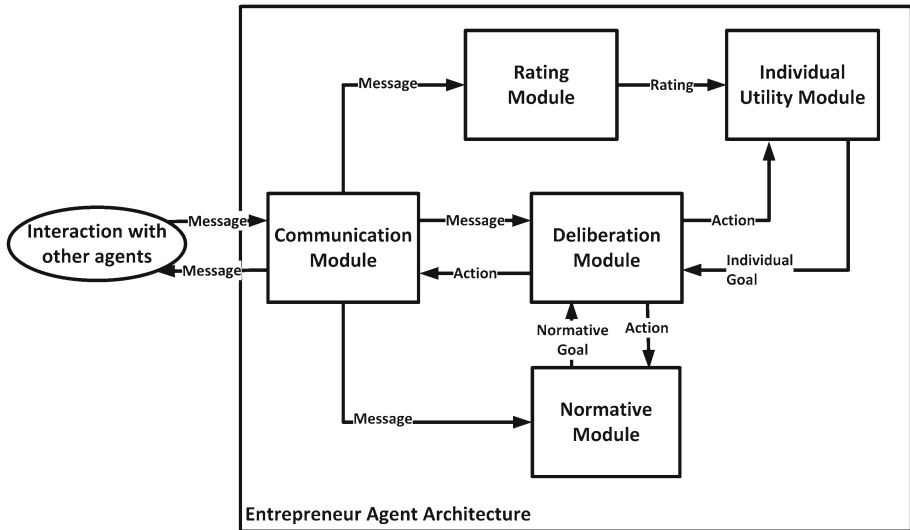 Message
Rating
Module
Rating
Individual
Utility Module
Interaction with
other agents
Message
Message
Communication
Module
Message
Action
Deliberation
Module
Action
Individual
Goal
Normative
Goal
Action
Message
Normative
Module
Entrepreneur Agent Architecture